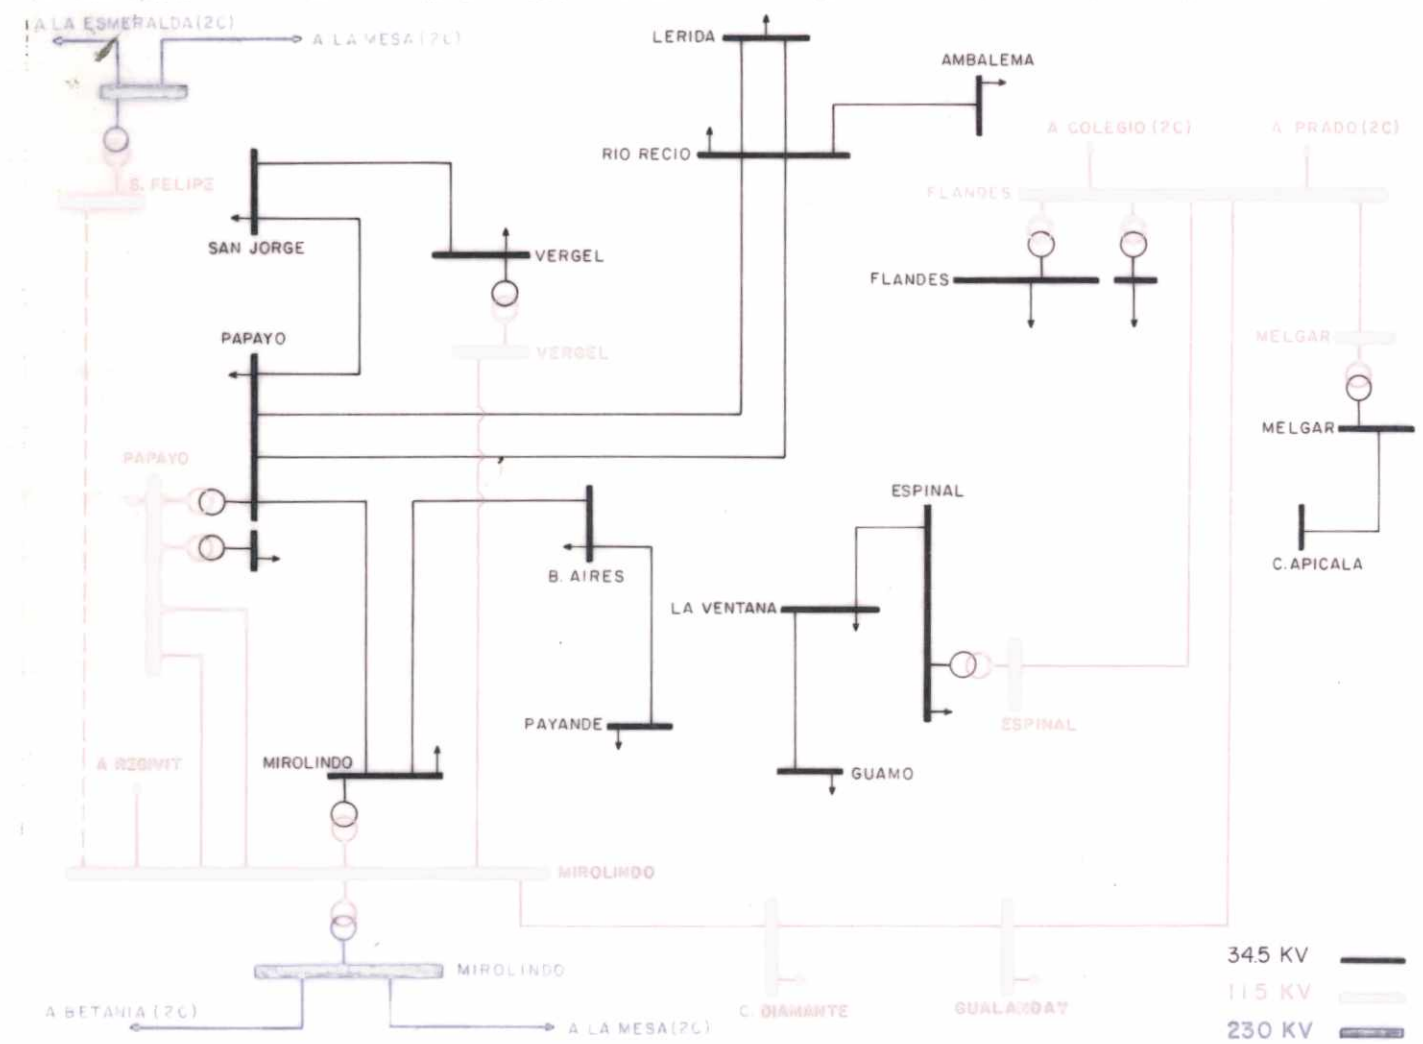 A LA ESMERALDA(2C)
A LA MESA(2C)
LERIDA
AMBALEMA
A COLEGIO(2C)
A PRADO(2C)
RIO RECIO
S. FELIPE
FLANDES
SAN JORGE
VERGEL
FLANDES
PAPAYO
VERGEL
MELGAR
MELGAR
PAPAYO
ESPINAL
B. AIRES
C. APICALA
LA VENTANA
PAYANDE
ESPINAL
MIROLINDO
GUAMO
MIROLINDO
34.5 KV
MIROLINDO
115 KV
A BETANIA(2C)
A LA MESA(2C)
C. DIAMANTE
230 KV